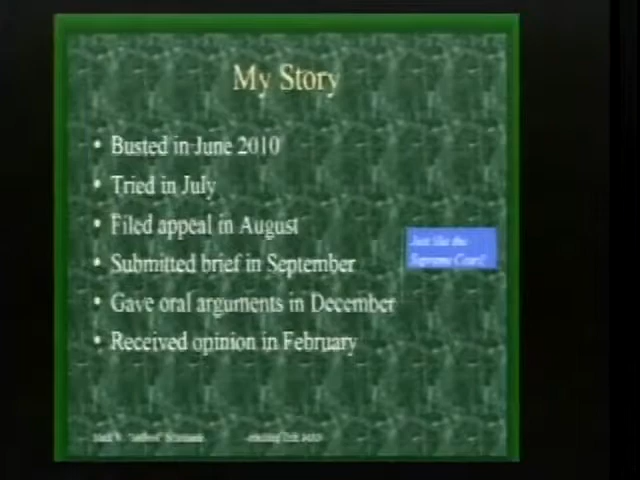 My Story
• Busted in June 2010
• Tried in July
• Filed appeal in August
Just like the
Supreme Court!
• Submitted brief in September
• Gave oral arguments in December
• Received opinion in February